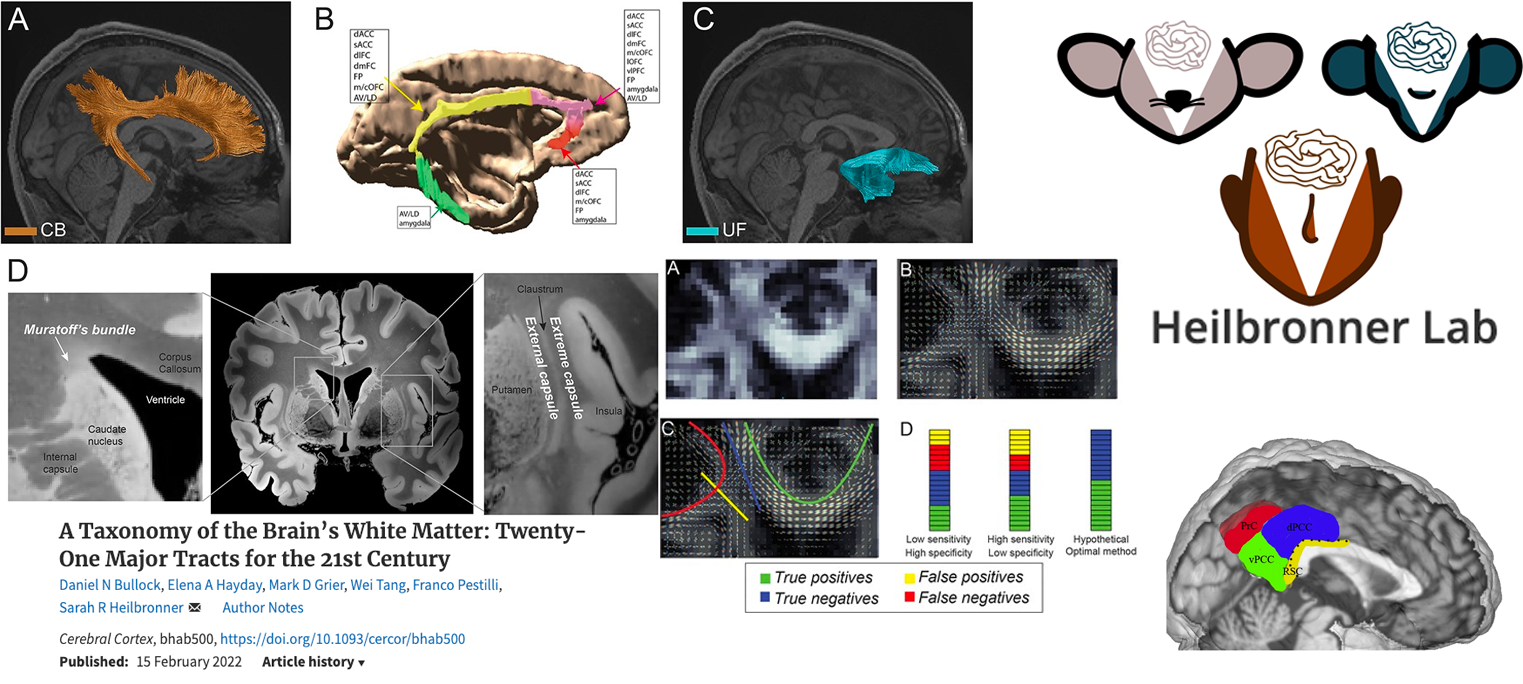 A
CB
B
dACC
sACC
dlFC
dmFC
FP
m/cOFC
AV/LD
dACC
sACC
dlFC
dmFC
m/cOFC
lOFC
vlPFC
FP
amygdala
AV/LD
AV/LD
amygdala
dACC
sACC
dlFC
m/cOFC
FP
amygdala
C
UF
Heilbronner Lab
D
Muratoff's bundle
Corpus
Callosum
Ventricle
Caudate
nucleus
Internal
capsule
Claustrum
External capsule
Extreme capsule
Putamen
Insula
A Taxonomy of the Brain's White Matter: Twenty-
One Major Tracts for the 21st Century
Daniel N Bullock, Elena A Hayday, Mark D Grier, Wei Tang, Franco Pestilli,
Sarah R Heilbronner Author Notes
Cerebral Cortex, bhab500, https://doi.org/10.1093/cercor/bhab500
Published: 15 February 2022 Article history ▾
A
B
C
D
Low sensitivity
High specificity
High sensitivity
Low specificity
Hypothetical
Optimal method
True positives
False positives
True negatives
False negatives
PrC
dPCC
vPCC
RSC